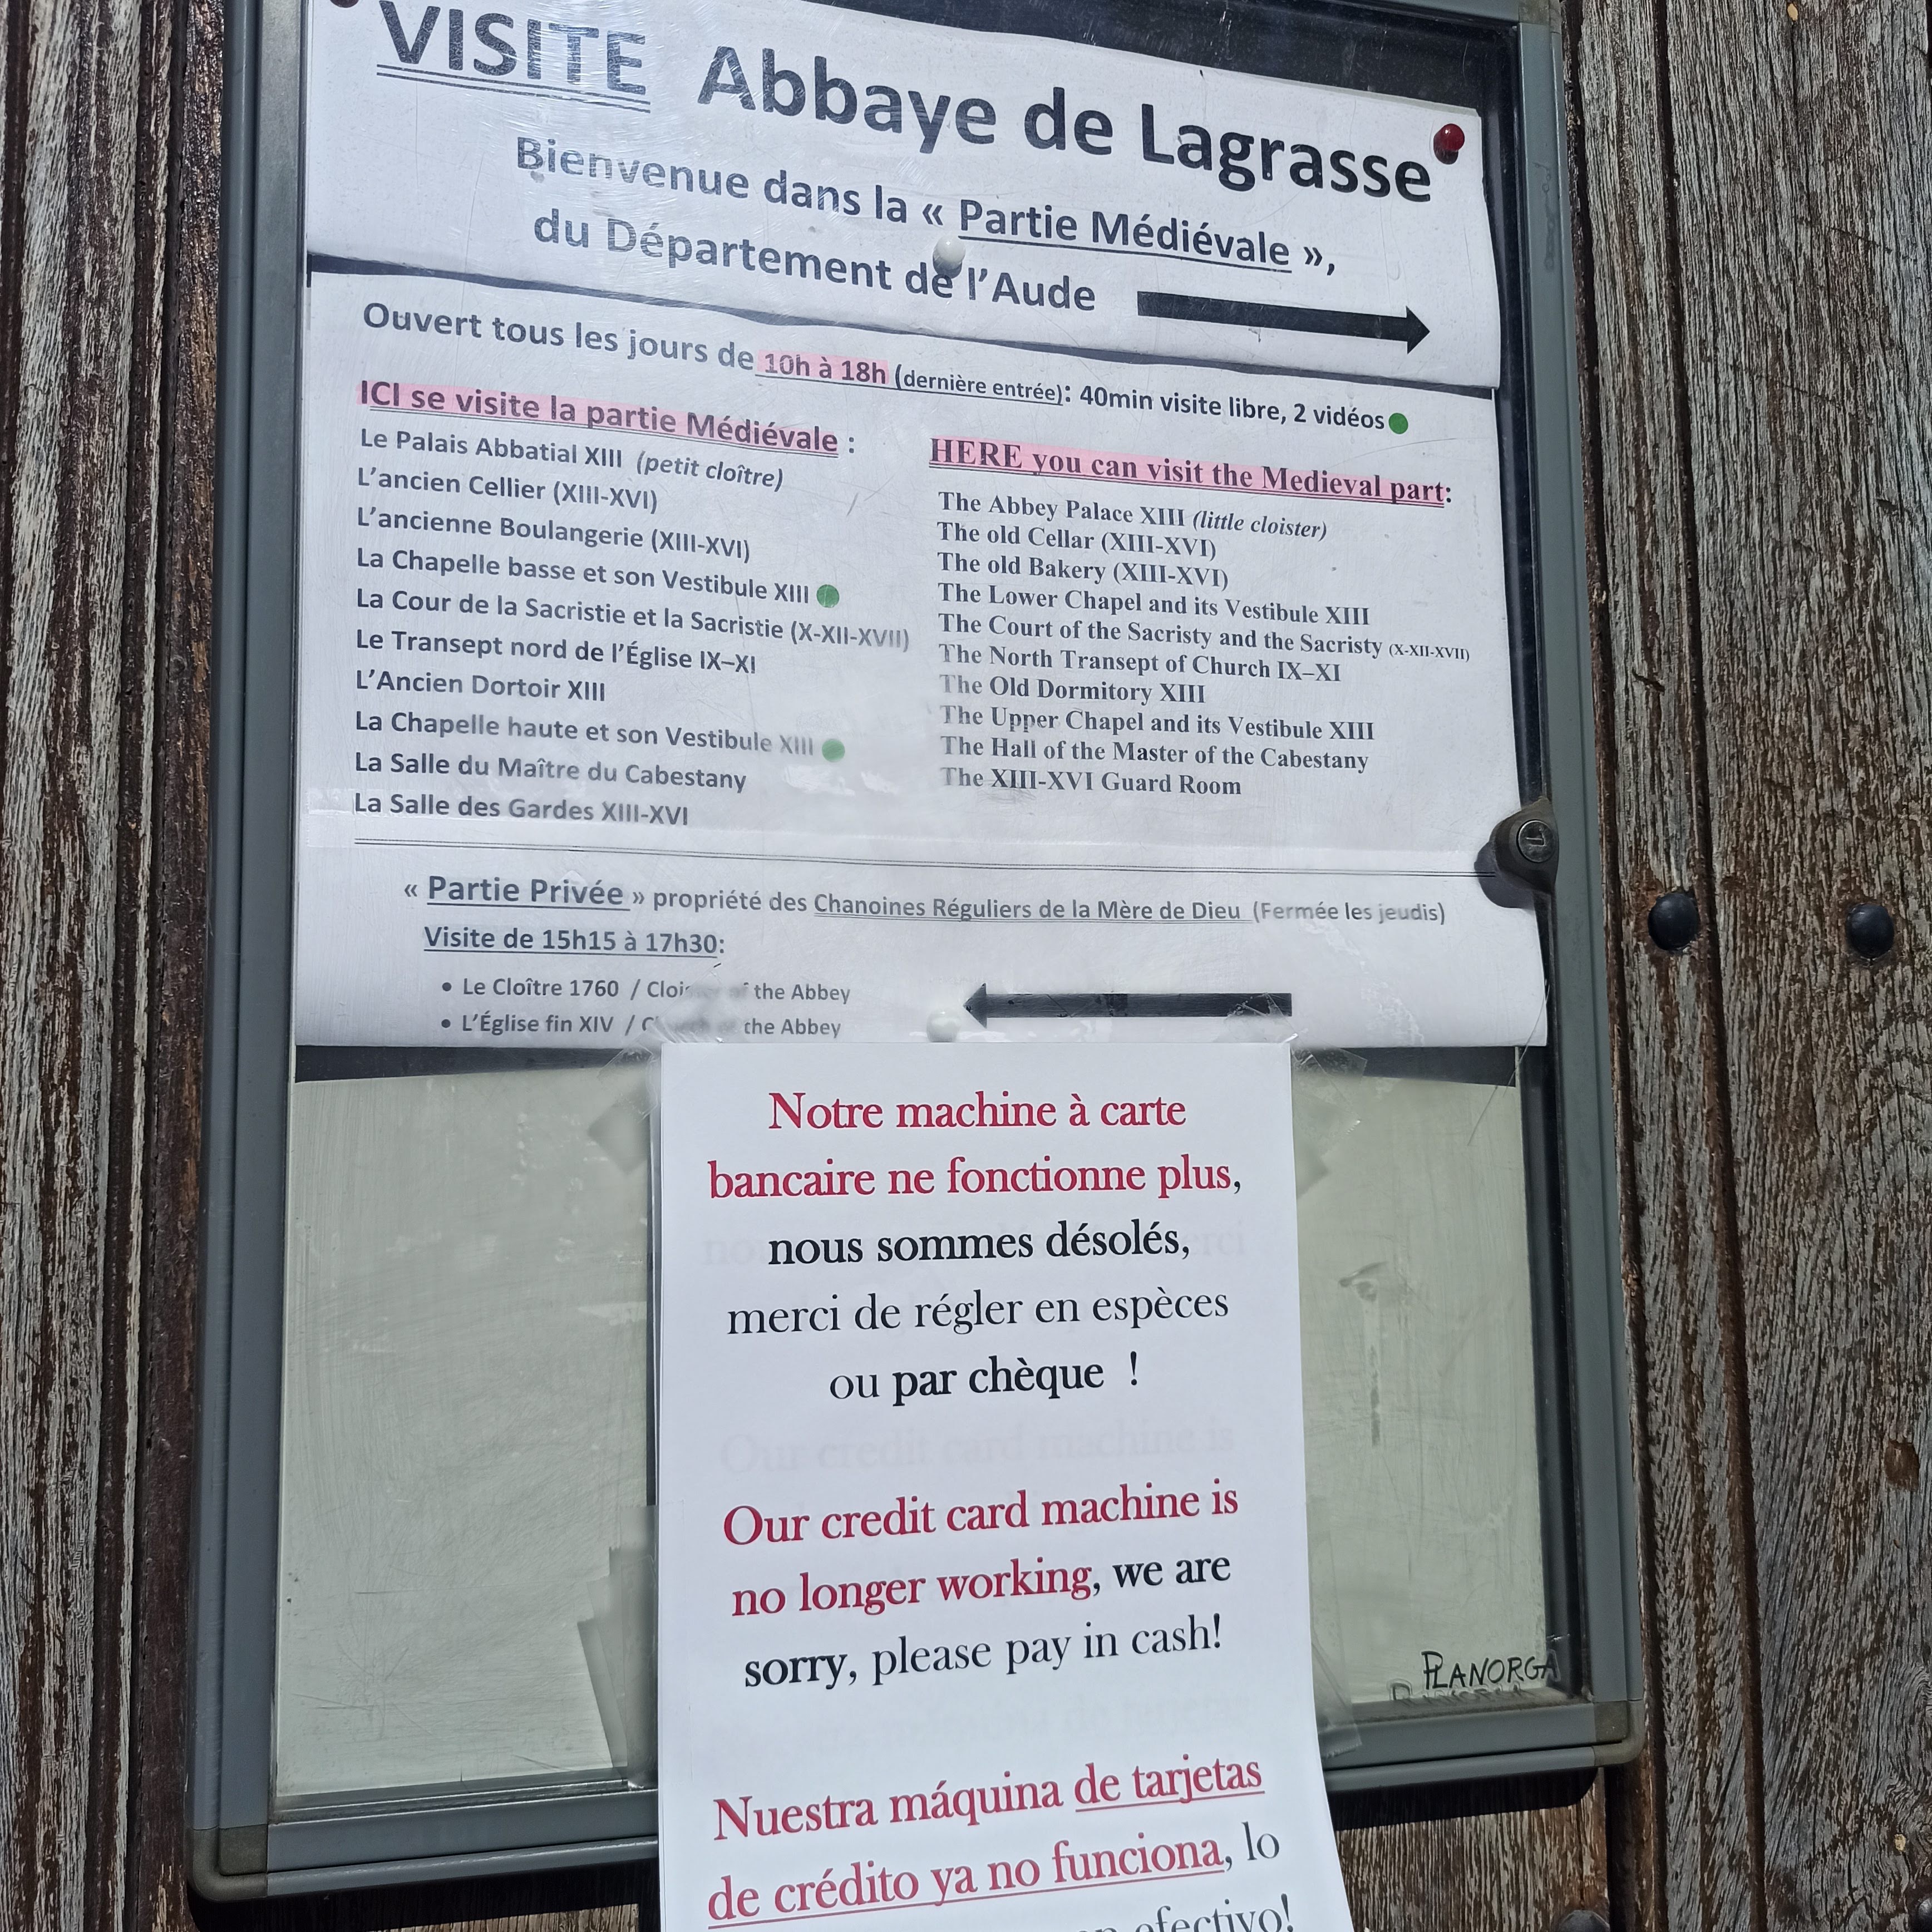 VISITE Abbaye de Lagrasse
Bienvenue dans la « Partie Médiévale »,
du Département de l'Aude
Ouvert tous les jours de 10h à 18h (dernière entrée): 40min visite libre, 2 vidéos
ICI se visite la partie Médiévale :
Le Palais Abbatial XIII (petit cloître)
L'ancien Cellier (XIII-XVI)
L'ancienne Boulangerie (XIII-XVI)
La Chapelle basse et son Vestibule XIII
La Cour de la Sacristie et la Sacristie (X-XII-XVII)
Le Transept nord de l'Église IX–XI
L'Ancien Dortoir XIII
La Chapelle haute et son Vestibule XIII
La Salle du Maître du Cabestany
La Salle des Gardes XIII-XVI
HERE you can visit the Medieval part:
The Abbey Palace XIII (little cloister)
The old Cellar (XIII-XVI)
The old Bakery (XIII-XVI)
The Lower Chapel and its Vestibule XIII
The Court of the Sacristy and the Sacristy (X-XII-XVII)
The North Transept of Church IX–XI
The Old Dormitory XIII
The Upper Chapel and its Vestibule XIII
The Hall of the Master of the Cabestany
The XIII-XVI Guard Room
« Partie Privée » propriété des Chanoines Réguliers de la Mère de Dieu (Fermée les jeudis)
Visite de 15h15 à 17h30:
• Le Cloître 1760 / Cloister of the Abbey
• L'Église fin XIV / Church of the Abbey
Notre machine à carte
bancaire ne fonctionne plus,
nous sommes désolés,
merci de régler en espèces
ou par chèque !
Our credit card machine is
no longer working, we are
sorry, please pay in cash!
Nuestra máquina de tarjetas
de crédito ya no funciona, lo
efectivo!
PLANORGA